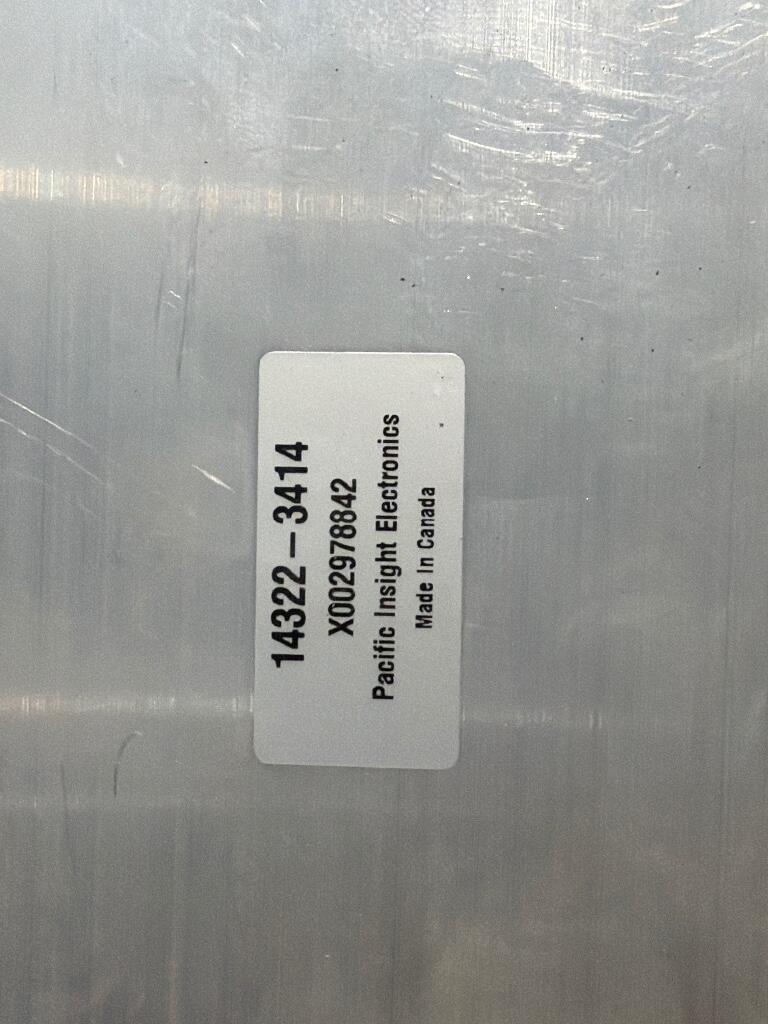 14322-3414
X002978842
Pacific Insight Electronics
Made In Canada